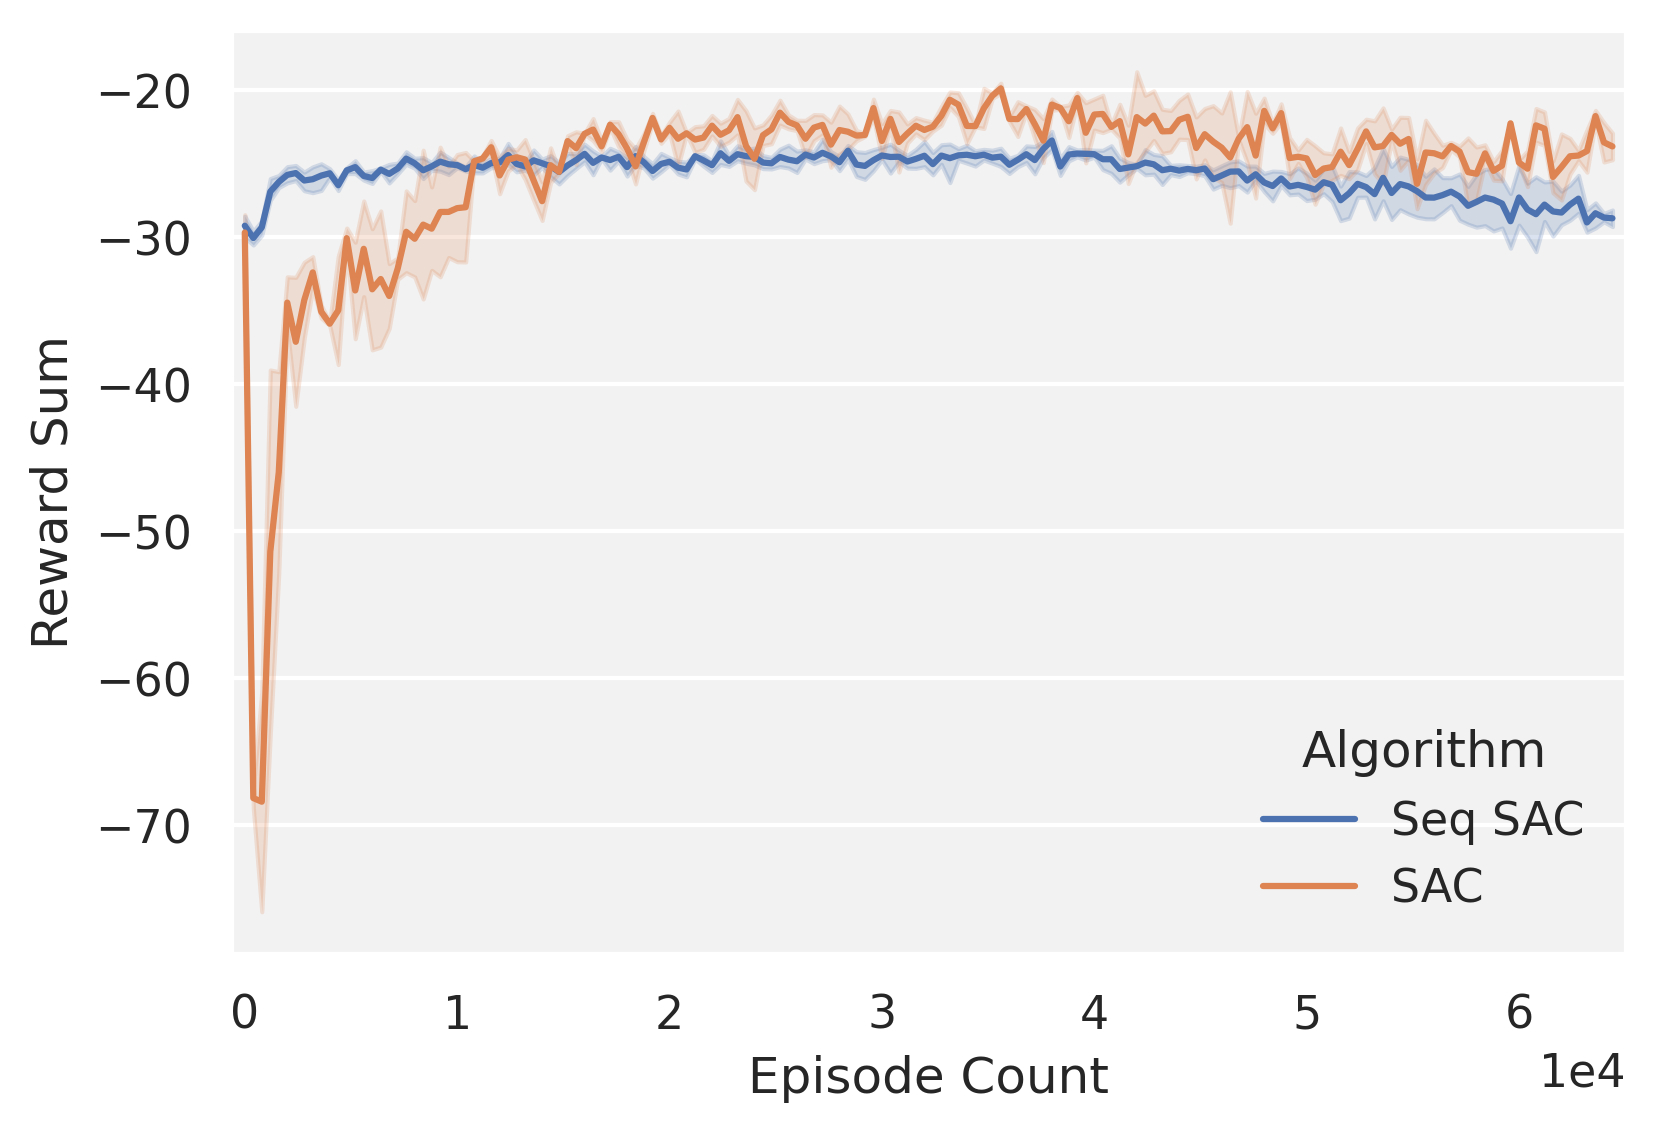 −20
−30
−40
−50
−60
−70
Reward Sum
Algorithm
Seq SAC
SAC
0 1 2 3 4 5 6
1e4
Episode Count